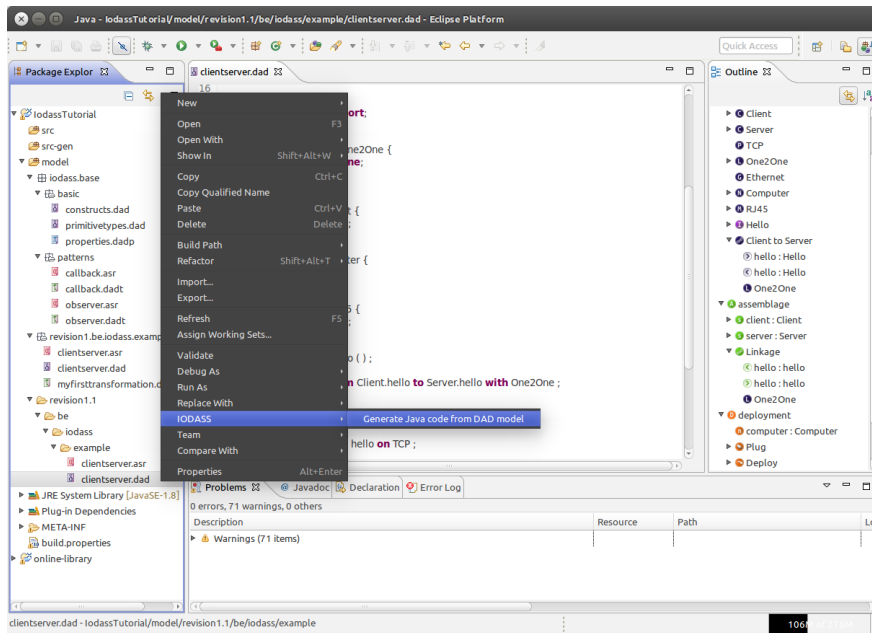 Java - IodassTutorial/model/revision1.1/be/iodass/example/clientserver.dad - Eclipse Platform
Quick Access
Package Explor
IodassTutorial
src
src-gen
model
iodass.base
basic
constructs.dad
primitivetypes.dad
properties.dadp
patterns
callback.asr
callback.dadt
observer.asr
observer.dadt
revision1.be.iodass.examp
clientserver.asr
clientserver.dad
myfirsttransformation.d
revision1.1
be
iodass
example
clientserver.asr
clientserver.dad
JRE System Library [JavaSE-1.8]
Plug-in Dependencies
META-INF
build.properties
online-library
New
Open F3
Open With
Show In Shift+Alt+W
Copy Ctrl+C
Copy Qualified Name
Paste Ctrl+V
Delete Delete
Build Path
Refactor Shift+Alt+T
Import...
Export...
Refresh F5
Assign Working Sets...
Validate
Debug As
Run As
Replace With
IODASS
Generate Java code from DAD model
Team
Compare With
Properties Alt+Enter
clientserver.dad
16
ort;
ne2One {
ne;
t {
;
ter {
5 {
;
o ( ) ;
m Client.hello to Server.hello with One2One ;
hello on TCP ;
Outline
Client
Server
TCP
One2One
Ethernet
Computer
RJ45
Hello
Client to Server
hello : Hello
hello : Hello
One2One
assemblage
client : Client
server : Server
Linkage
hello : hello
hello : hello
One2One
deployment
computer : Computer
Plug
Deploy
Problems
@ Javadoc
Declaration
Error Log
0 errors, 71 warnings, 0 others
Description Resource Path
Warnings (71 items)
clientserver.dad - IodassTutorial/model/revision1.1/be/iodass/example